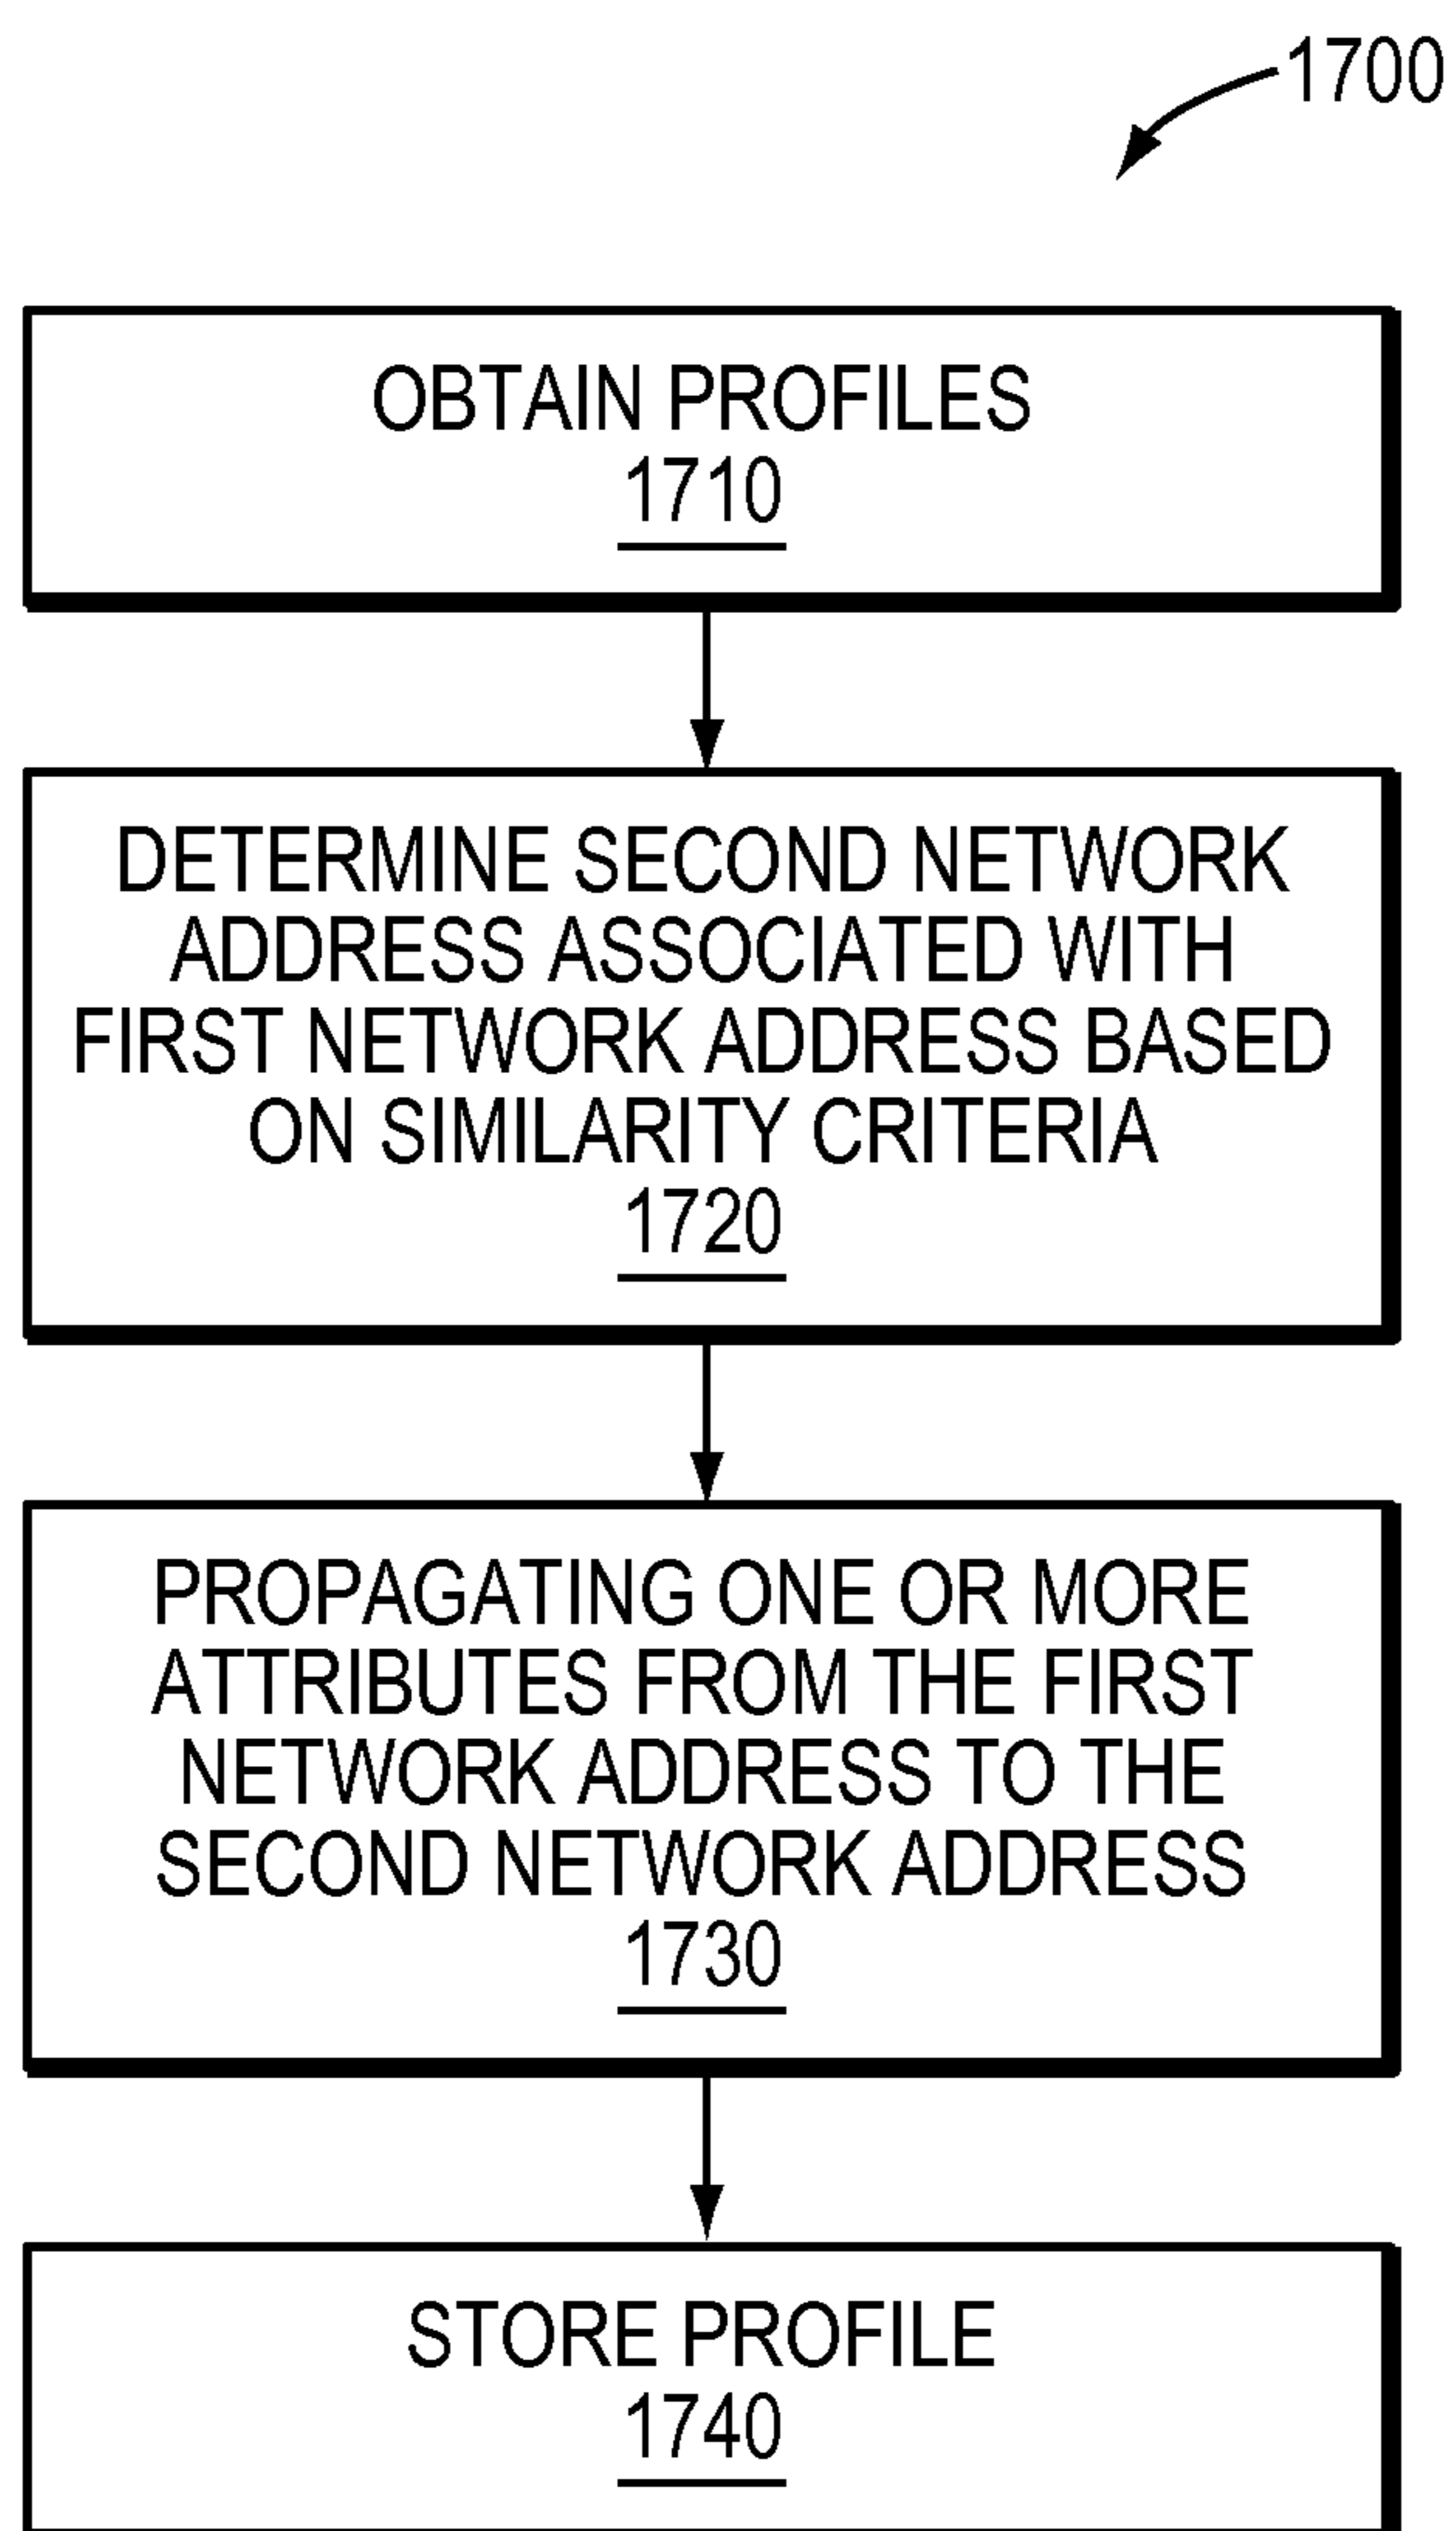 1700
OBTAIN PROFILES
1710
DETERMINE SECOND NETWORK
ADDRESS ASSOCIATED WITH
FIRST NETWORK ADDRESS BASED
ON SIMILARITY CRITERIA
1720
PROPAGATING ONE OR MORE
ATTRIBUTES FROM THE FIRST
NETWORK ADDRESS TO THE
SECOND NETWORK ADDRESS
1730
STORE PROFILE
1740